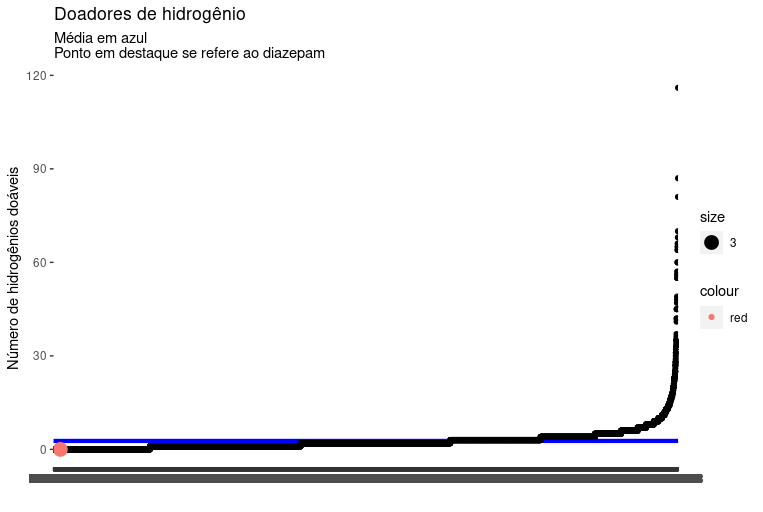 Doadores de hidrogênio
Média em azul
Ponto em destaque se refere ao diazepam
Número de hidrogênios doáveis
120
90
60
30
0
size
3
colour
red